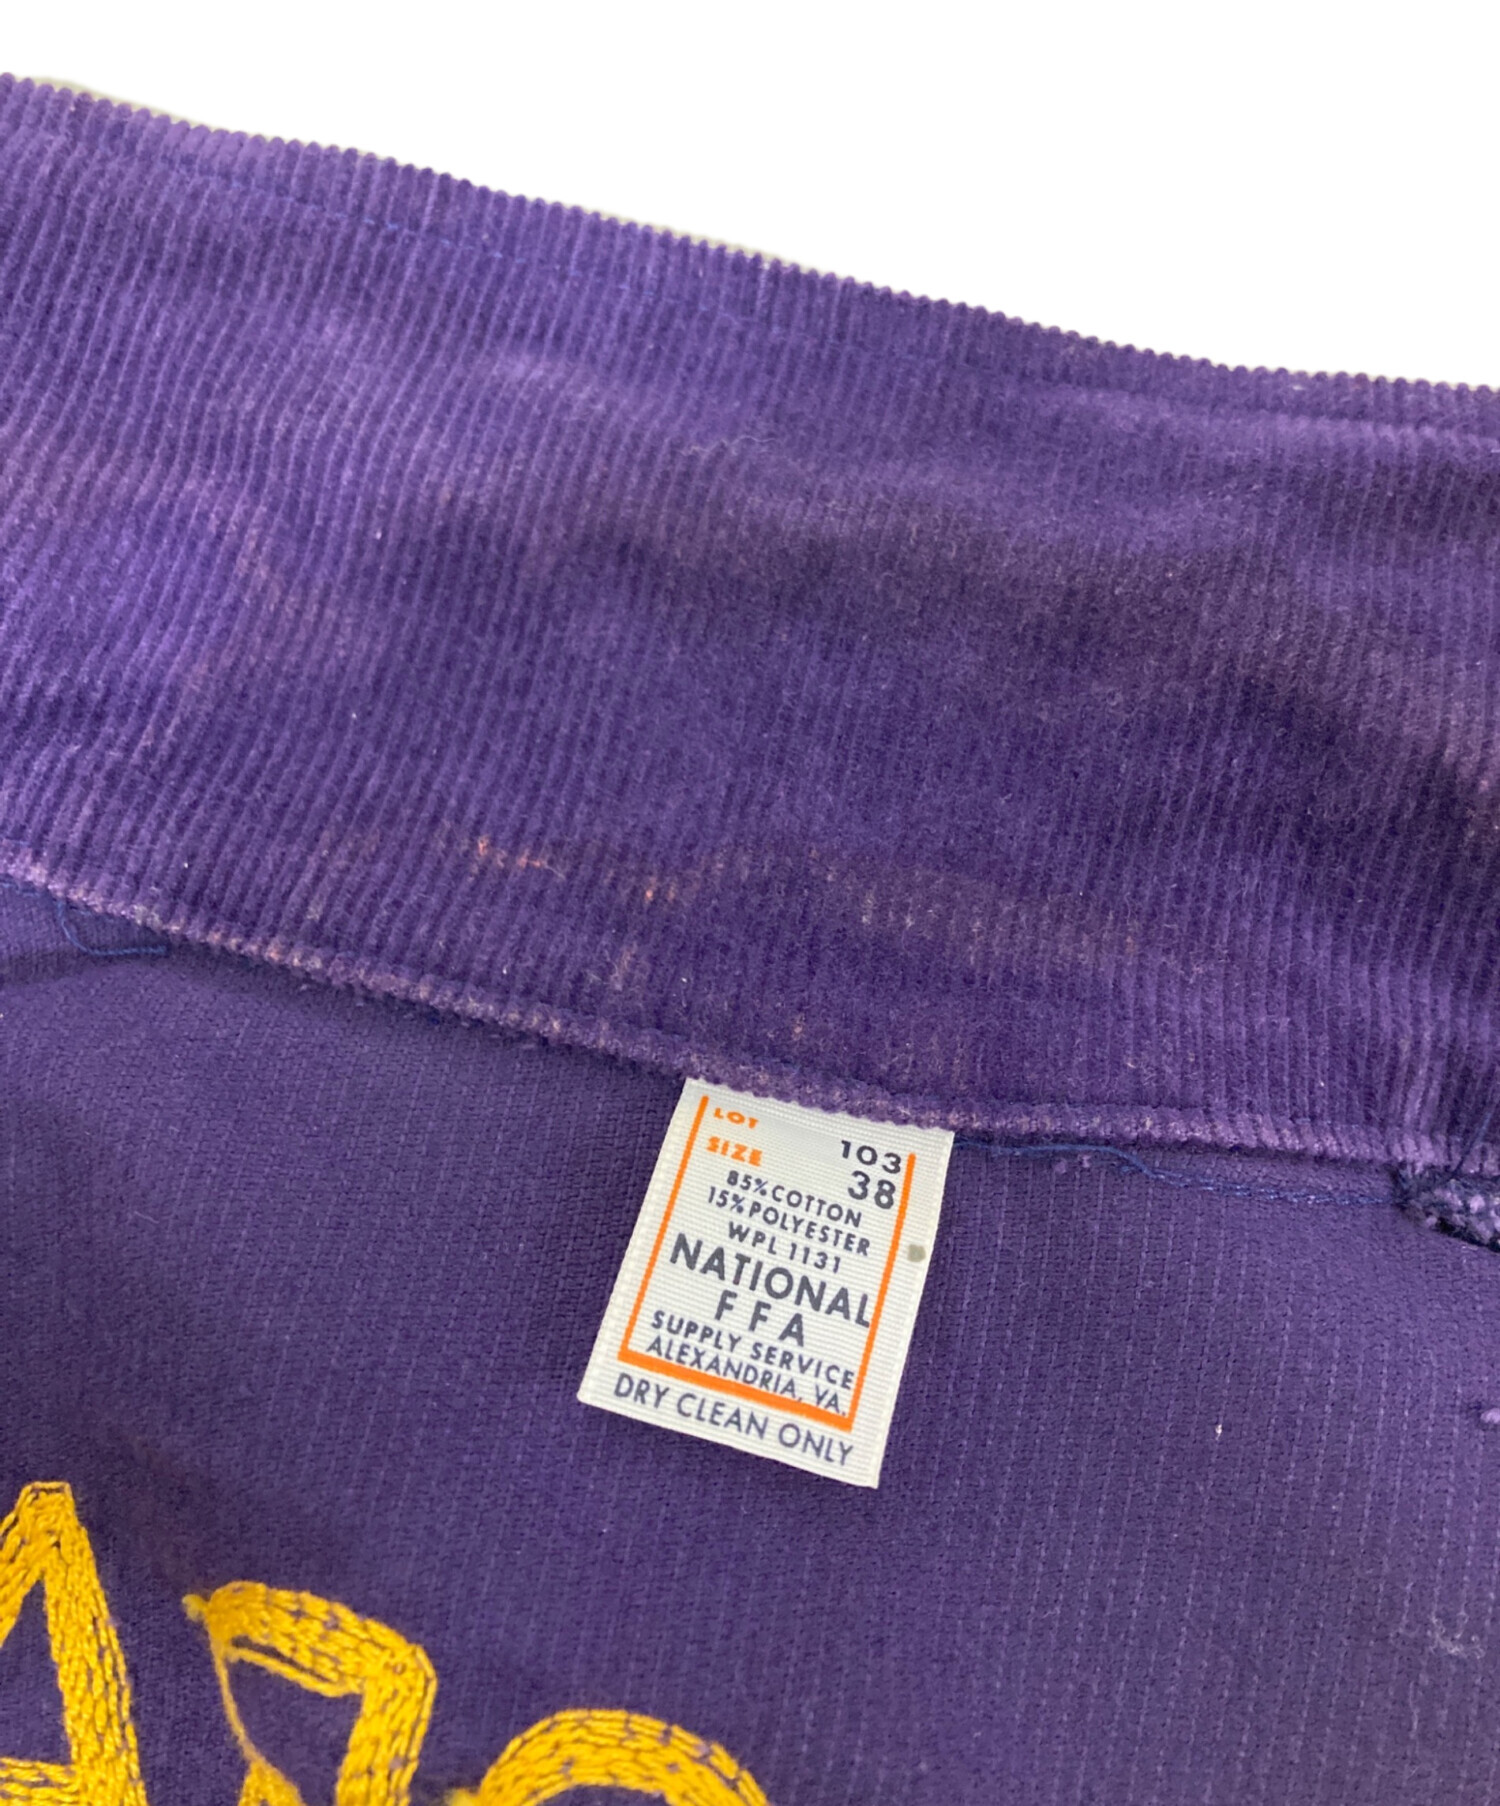 LOT 103
SIZE 38
85% COTTON
15% POLYESTER
WPL 1131
NATIONAL
FFA
SUPPLY SERVICE
ALEXANDRIA, VA.
DRY CLEAN ONLY